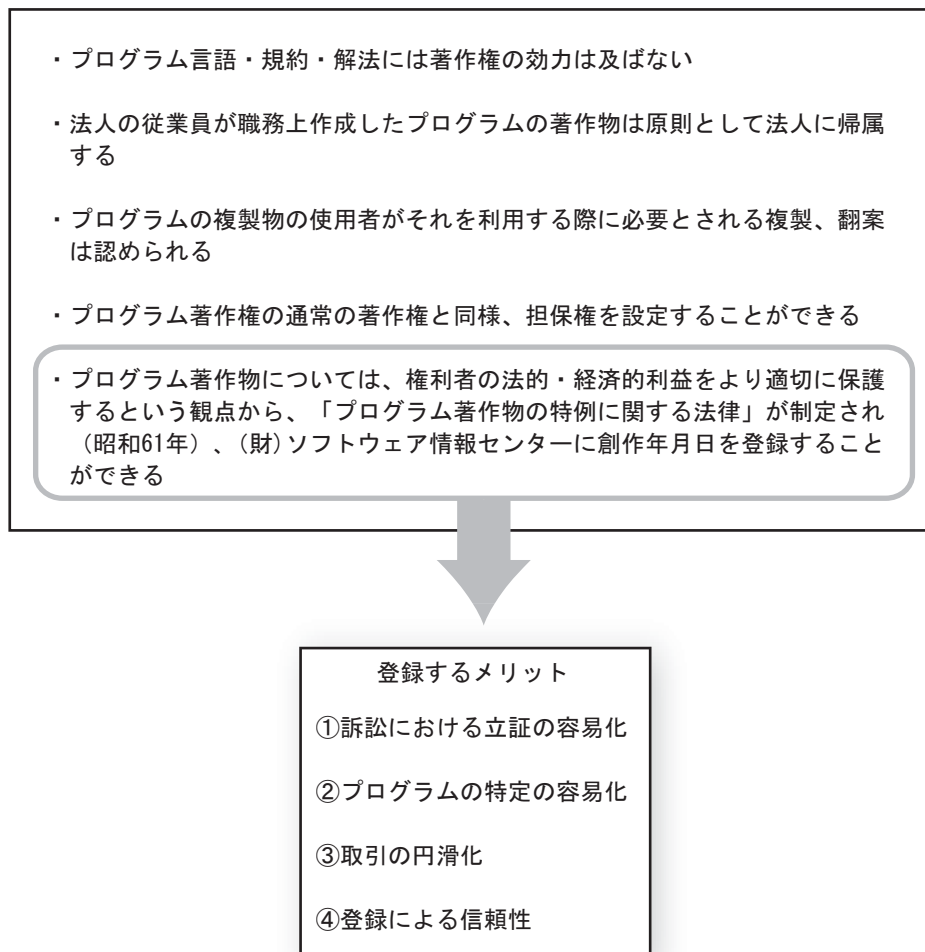 ・プログラム言語・規約・解法には著作権の効力は及ばない
・法人の従業員が職務上作成したプログラムの著作物は原則として法人に帰属
する
・プログラムの複製物の使用者がそれを利用する際に必要とされる複製、翻案
は認められる
・プログラム著作権の通常の著作権と同様、担保権を設定することができる
・プログラム著作物については、権利者の法的・経済的利益をより適切に保護
するという観点から、「プログラム著作物の特例に関する法律」が制定され
（昭和61年）、(財)ソフトウェア情報センターに創作年月日を登録すること
ができる
登録するメリット
①訴訟における立証の容易化
②プログラムの特定の容易化
③取引の円滑化
④登録による信頼性